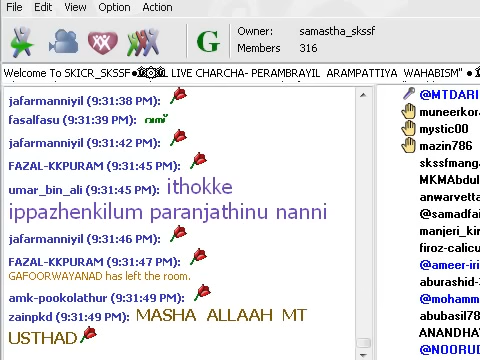 File Edit View Option Action
G Owner: samastha_skssf
Members 316
Welcome To SKICR_SKSSF LIVE CHARCHA- PERAMBRAYIL ARAMPATTIYA WAHABISM"
jafarmanniyil (9:31:38 PM):
fasalfasu (9:31:39 PM):
jafarmanniyil (9:31:42 PM):
FAZAL-KKPURAM (9:31:45 PM):
umar_bin_ali (9:31:45 PM): ithokke
ippazhenkilum paranjathinu nanni
jafarmanniyil (9:31:46 PM):
FAZAL-KKPURAM (9:31:47 PM):
GAFOORWAYANAD has left the room.
amk-pookolathur (9:31:49 PM):
zainpkd (9:31:49 PM): MASHA ALLAAH MT
USTHAD
@MTDARI
muneerkora
mystic00
mazin786
skssfmang
MKMAbdul
anwarvetta
@samadfai
manjeri_kir
firoz-calicu
@ameer-iri
aburashid-
@mohamm
abubasil78
ANANDHA
@NOORUD